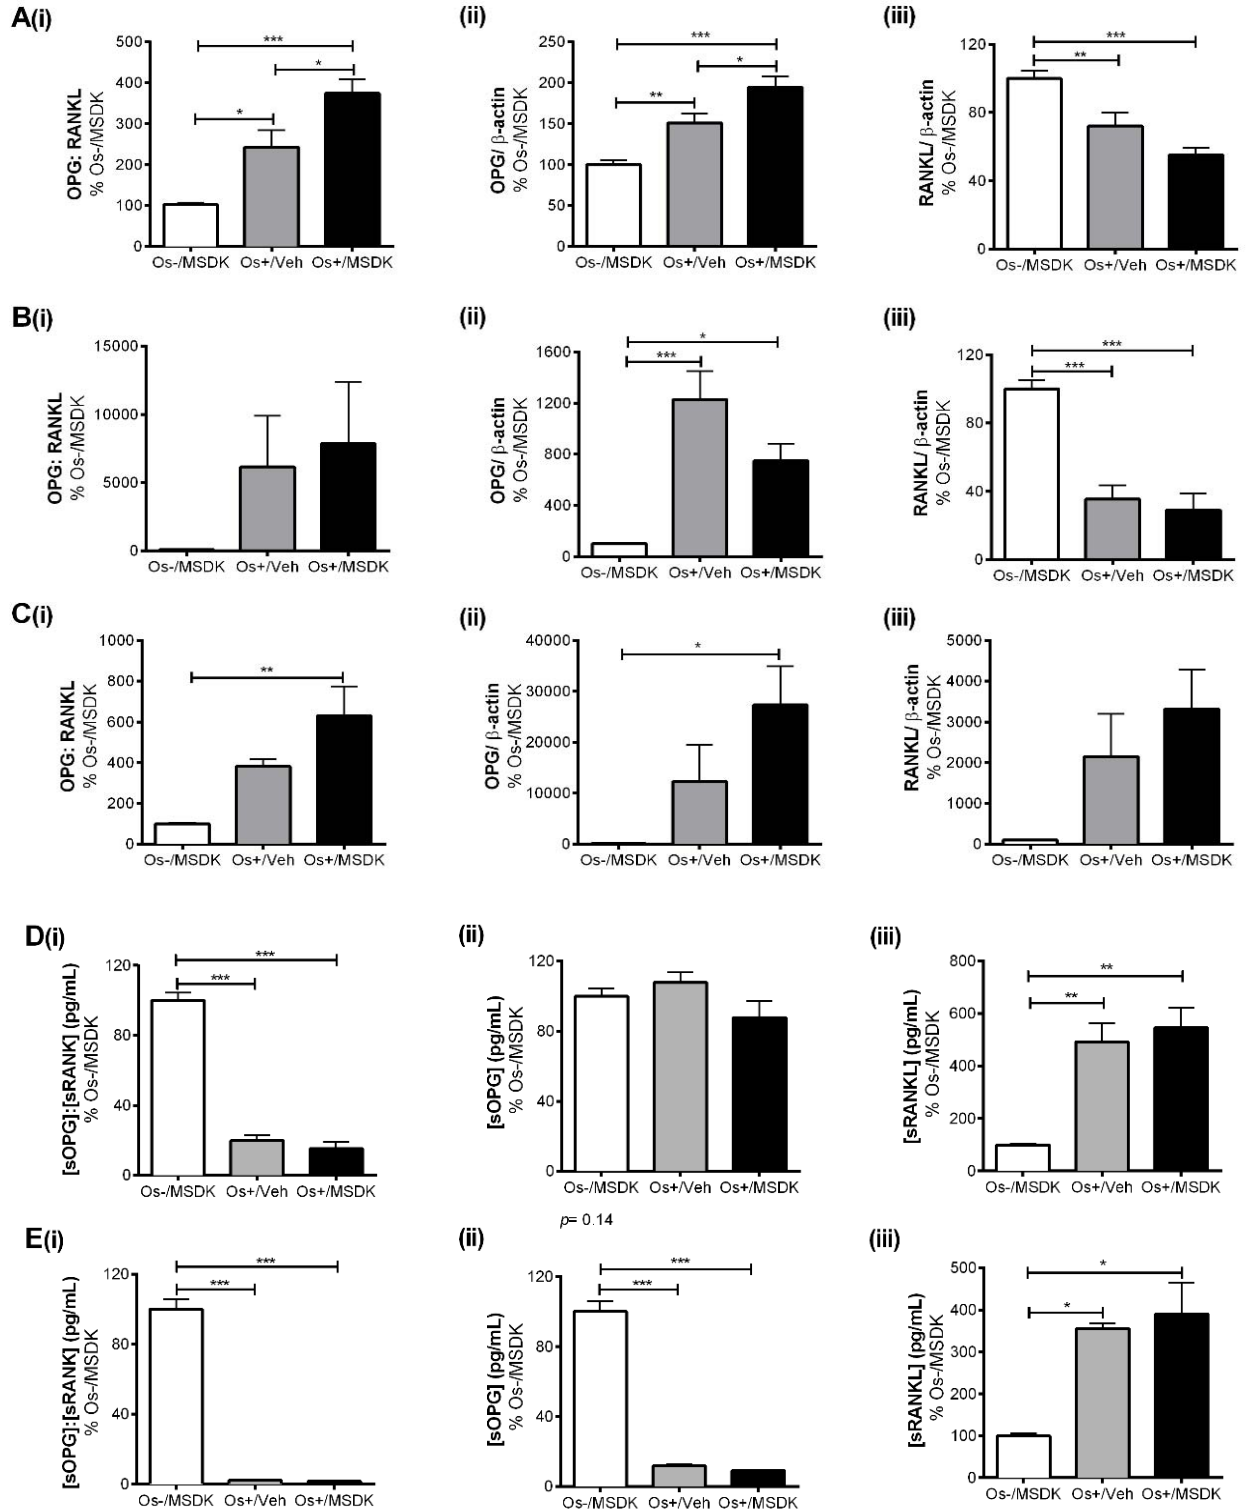 A(i)
(ii)
(iii)
500
400
300
200
100
0
OPG: RANKL
% Os-/MSDK
***
*
*
Os-/MSDK Os+/Veh Os+/MSDK
250
200
150
100
50
0
OPG/ β-actin
% Os-/MSDK
***
*
**
Os-/MSDK Os+/Veh Os+/MSDK
120
80
40
0
RANKL/ β-actin
% Os-/MSDK
***
**
Os-/MSDK Os+/Veh Os+/MSDK
B(i)
(ii)
(iii)
15000
10000
5000
0
OPG: RANKL
% Os-/MSDK
Os-/MSDK Os+/Veh Os+/MSDK
1600
1200
800
400
0
OPG/ β-actin
% Os-/MSDK
*
***
Os-/MSDK Os+/Veh Os+/MSDK
120
80
40
0
RANKL/ β-actin
% Os-/MSDK
***
***
Os-/MSDK Os+/Veh Os+/MSDK
C(i)
(ii)
(iii)
1000
800
600
400
200
0
OPG: RANKL
% Os-/MSDK
**
Os-/MSDK Os+/Veh Os+/MSDK
40000
30000
20000
10000
0
OPG/ β-actin
% Os-/MSDK
*
Os-/MSDK Os+/Veh Os+/MSDK
5000
4000
3000
2000
1000
0
RANKL/ β-actin
% Os-/MSDK
Os-/MSDK Os+/Veh Os+/MSDK
D(i)
(ii)
(iii)
120
80
40
0
[sOPG]:[sRANK] (pg/mL)
% Os-/MSDK
***
***
Os-/MSDK Os+/Veh Os+/MSDK
120
80
40
0
[sOPG] (pg/mL)
% Os-/MSDK
Os-/MSDK Os+/Veh Os+/MSDK
p= 0.14
800
600
400
200
0
[sRANKL] (pg/mL)
% Os-/MSDK
**
**
Os-/MSDK Os+/Veh Os+/MSDK
E(i)
(ii)
(iii)
120
80
40
0
[sOPG]:[sRANK] (pg/mL)
% Os-/MSDK
***
***
Os-/MSDK Os+/Veh Os+/MSDK
120
80
40
0
[sOPG] (pg/mL)
% Os-/MSDK
***
***
Os-/MSDK Os+/Veh Os+/MSDK
500
400
300
200
100
0
[sRANKL] (pg/mL)
% Os-/MSDK
*
*
Os-/MSDK Os+/Veh Os+/MSDK